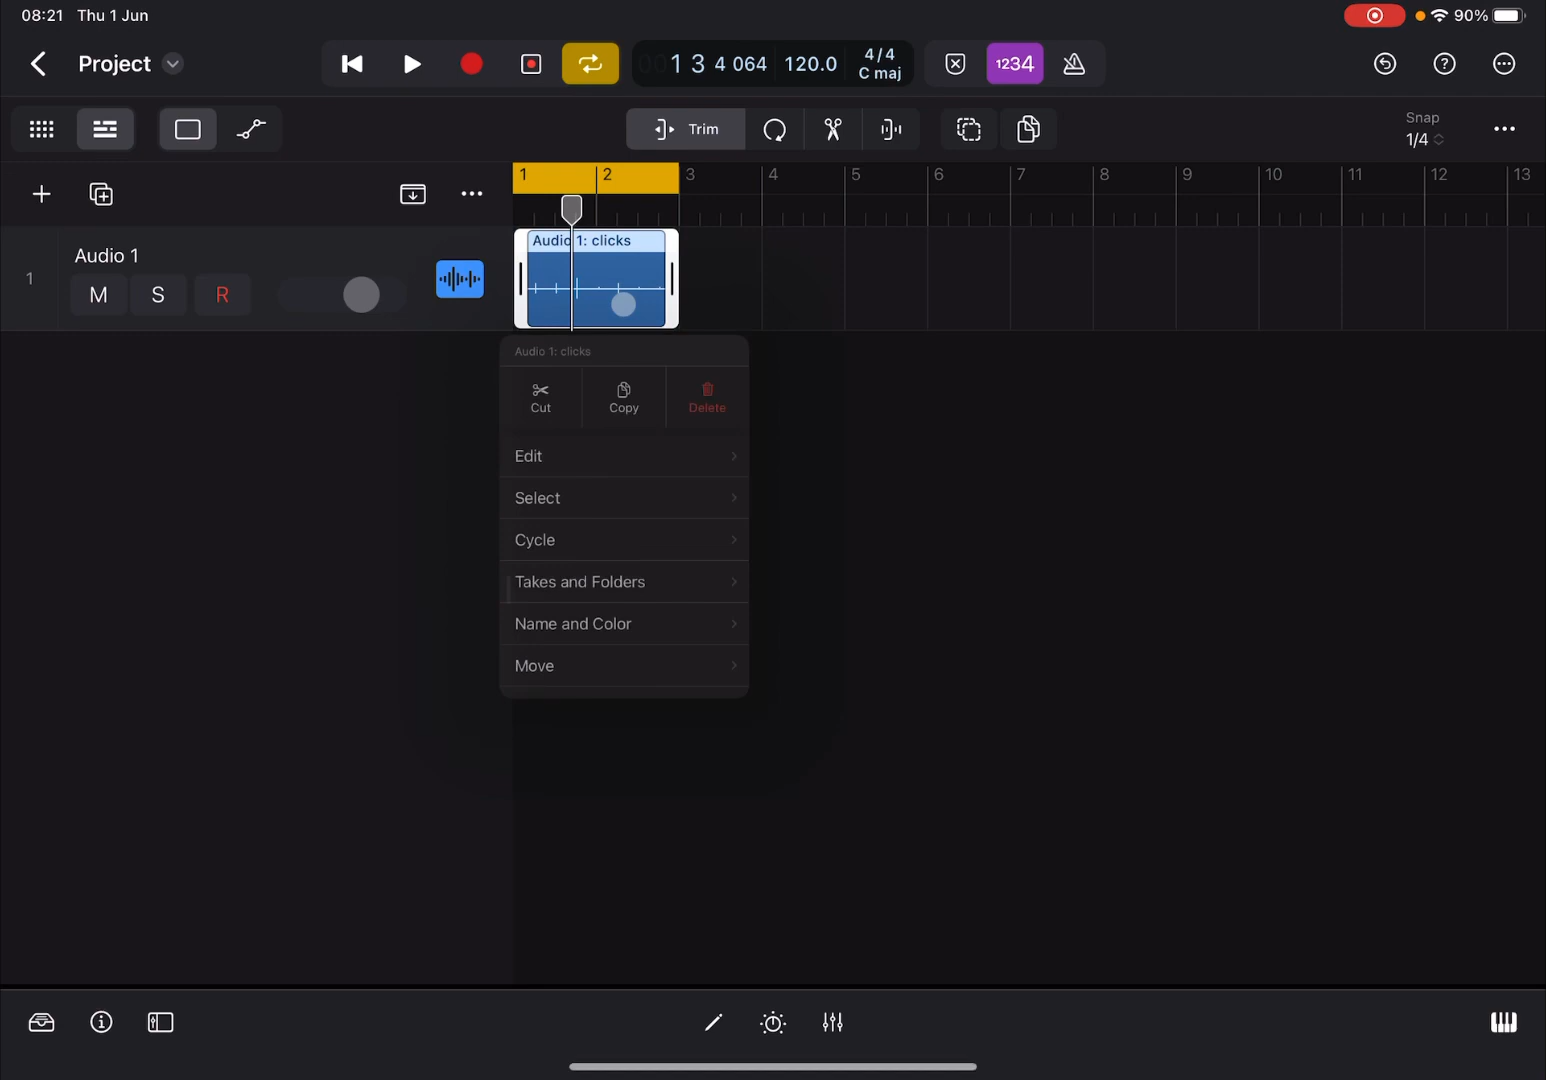 08:21 Thu 1 Jun
90%
Project
001 3 4 064 120.0 4/4 C maj
1234
Trim
Snap
1/4
1 2 3 4 5 6 7 8 9 10 11 12 13
1
Audio 1
M S R
Audio 1: clicks
Audio 1: clicks
Cut Copy Delete
Edit
Select
Cycle
Takes and Folders
Name and Color
Move